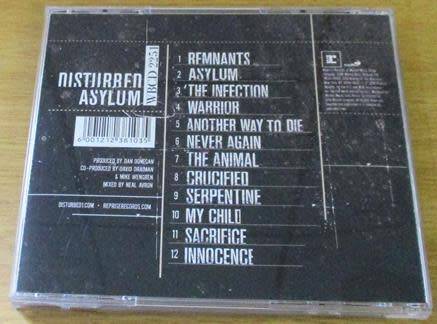 DISTURBED
ASYLUM
WBCD 2251
6001212381035
PRODUCED BY DAN DONEGAN
CO-PRODUCED BY DAVID DRAIMAN
& MIKE WENGREN
MIXED BY NEAL AVRON
DISTURBED1.COM • REPRISERECORDS.COM
1 REMNANTS
2 ASYLUM
3 THE INFECTION
4 WARRIOR
5 ANOTHER WAY TO DIE
6 NEVER AGAIN
7 THE ANIMAL
8 CRUCIFIED
9 SERPENTINE
10 MY CHILD
11 SACRIFICE
12 INNOCENCE